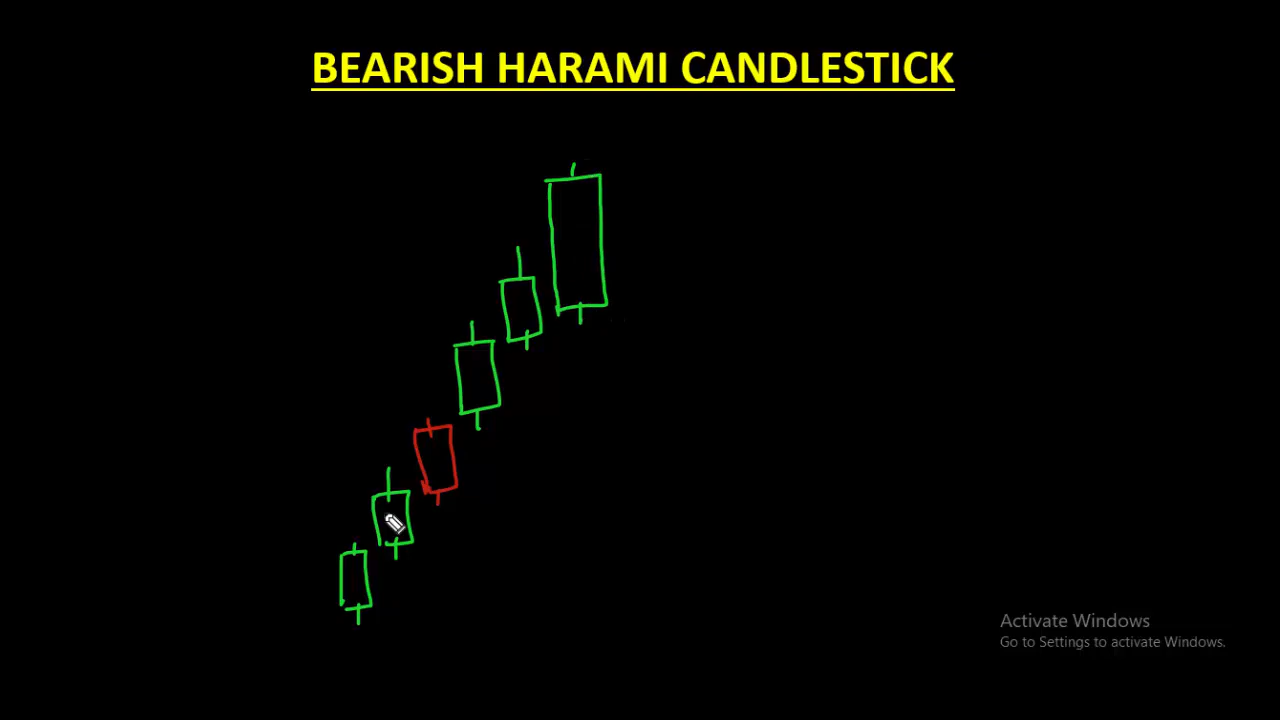 BEARISH HARAMI CANDLESTICK
Activate Windows
Go to Settings to activate Windows.